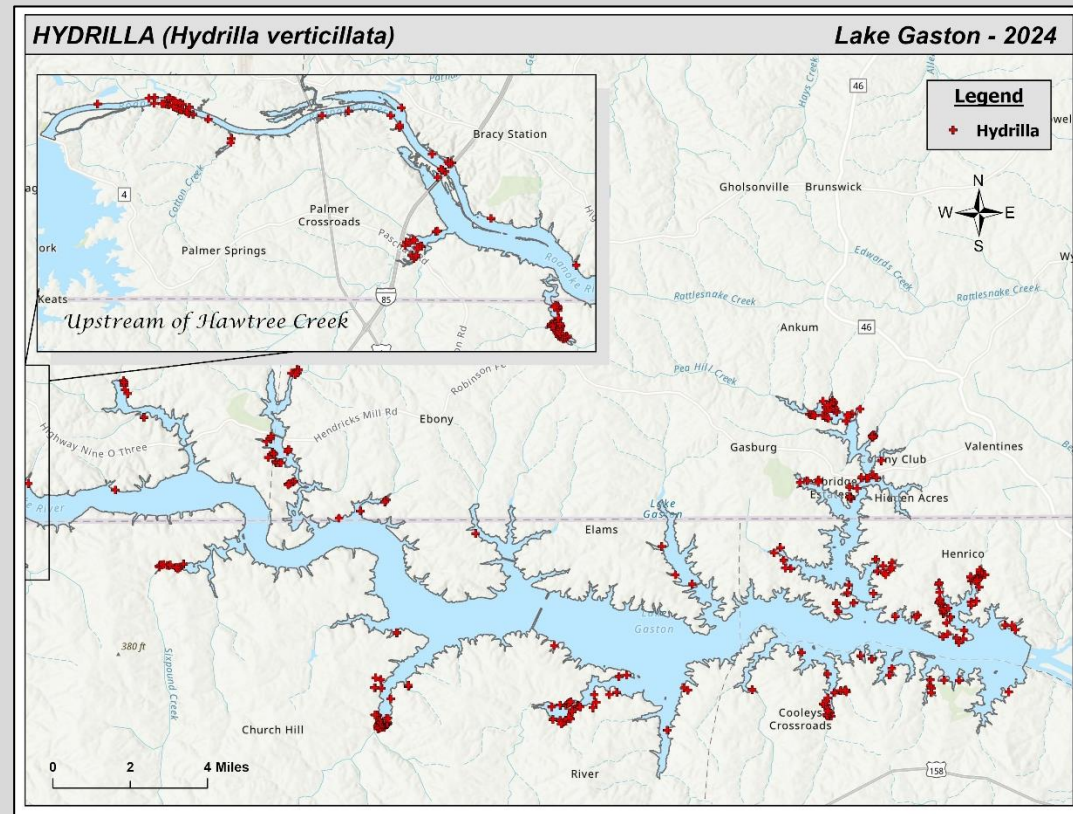 HYDRILLA (Hydrilla verticillata)
Lake Gaston - 2024
Legend
Hydrilla
N
W E
S
46
Hays Creek
Bracy Station
Gholsonville
Brunswick
4
Cotton Creek
Palmer
Crossroads
Palmer Springs
Edwards Creek
Rattlesnake Creek
Rattlesnake Creek
Keats
85
Upstream of Hawtree Creek
Ankum
46
Pea Hill Creek
Hendricks Mill Rd
Ebony
Highway Nine O Three
Gasburg
Valentines
Hidden Acres
Lake
Gaston
Elams
Henrico
Gaston
380 ft
Sixpound Creek
Church Hill
Cooleys
Crossroads
River
158
0 2 4 Miles